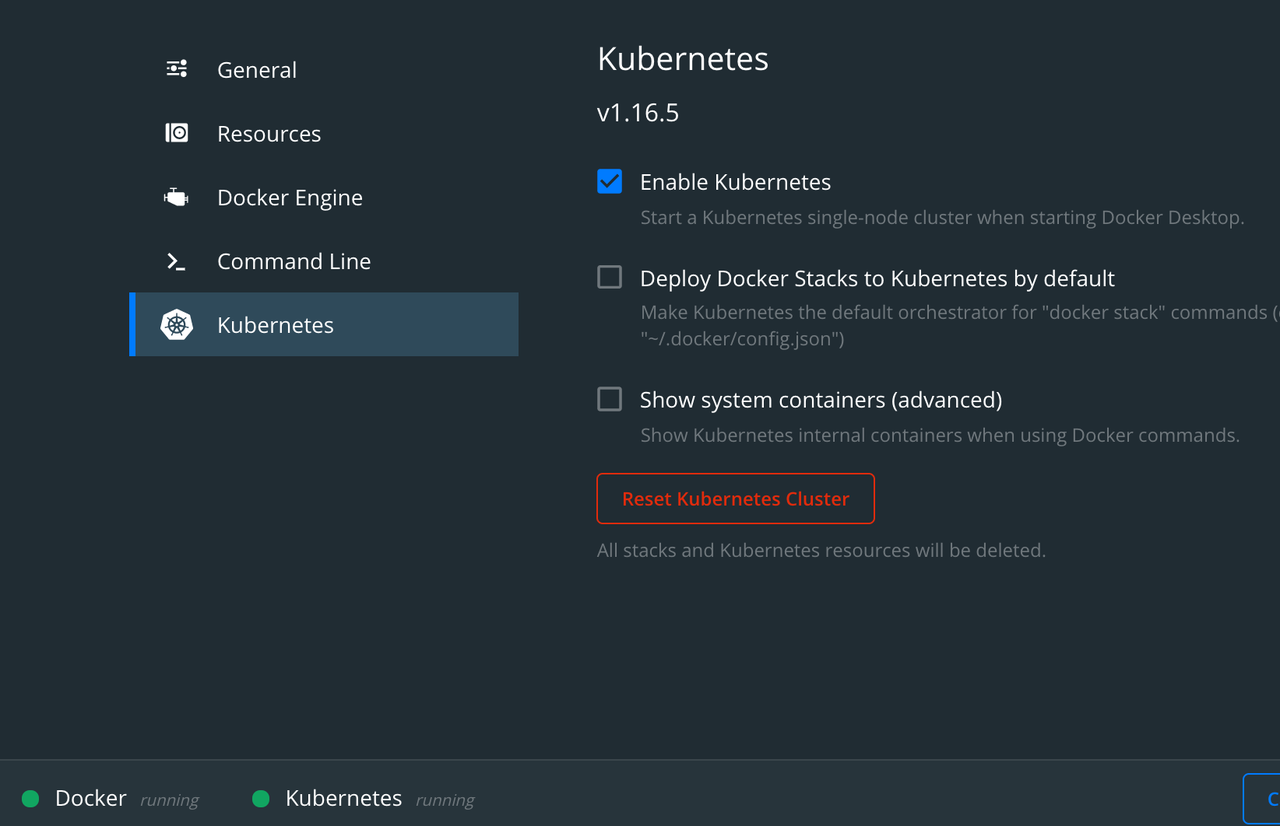 General
Resources
Docker Engine
Command Line
Kubernetes
Kubernetes
v1.16.5
Enable Kubernetes
Start a Kubernetes single-node cluster when starting Docker Desktop.
Deploy Docker Stacks to Kubernetes by default
Make Kubernetes the default orchestrator for "docker stack" commands (
"~/.docker/config.json")
Show system containers (advanced)
Show Kubernetes internal containers when using Docker commands.
Reset Kubernetes Cluster
All stacks and Kubernetes resources will be deleted.
Docker running
Kubernetes running